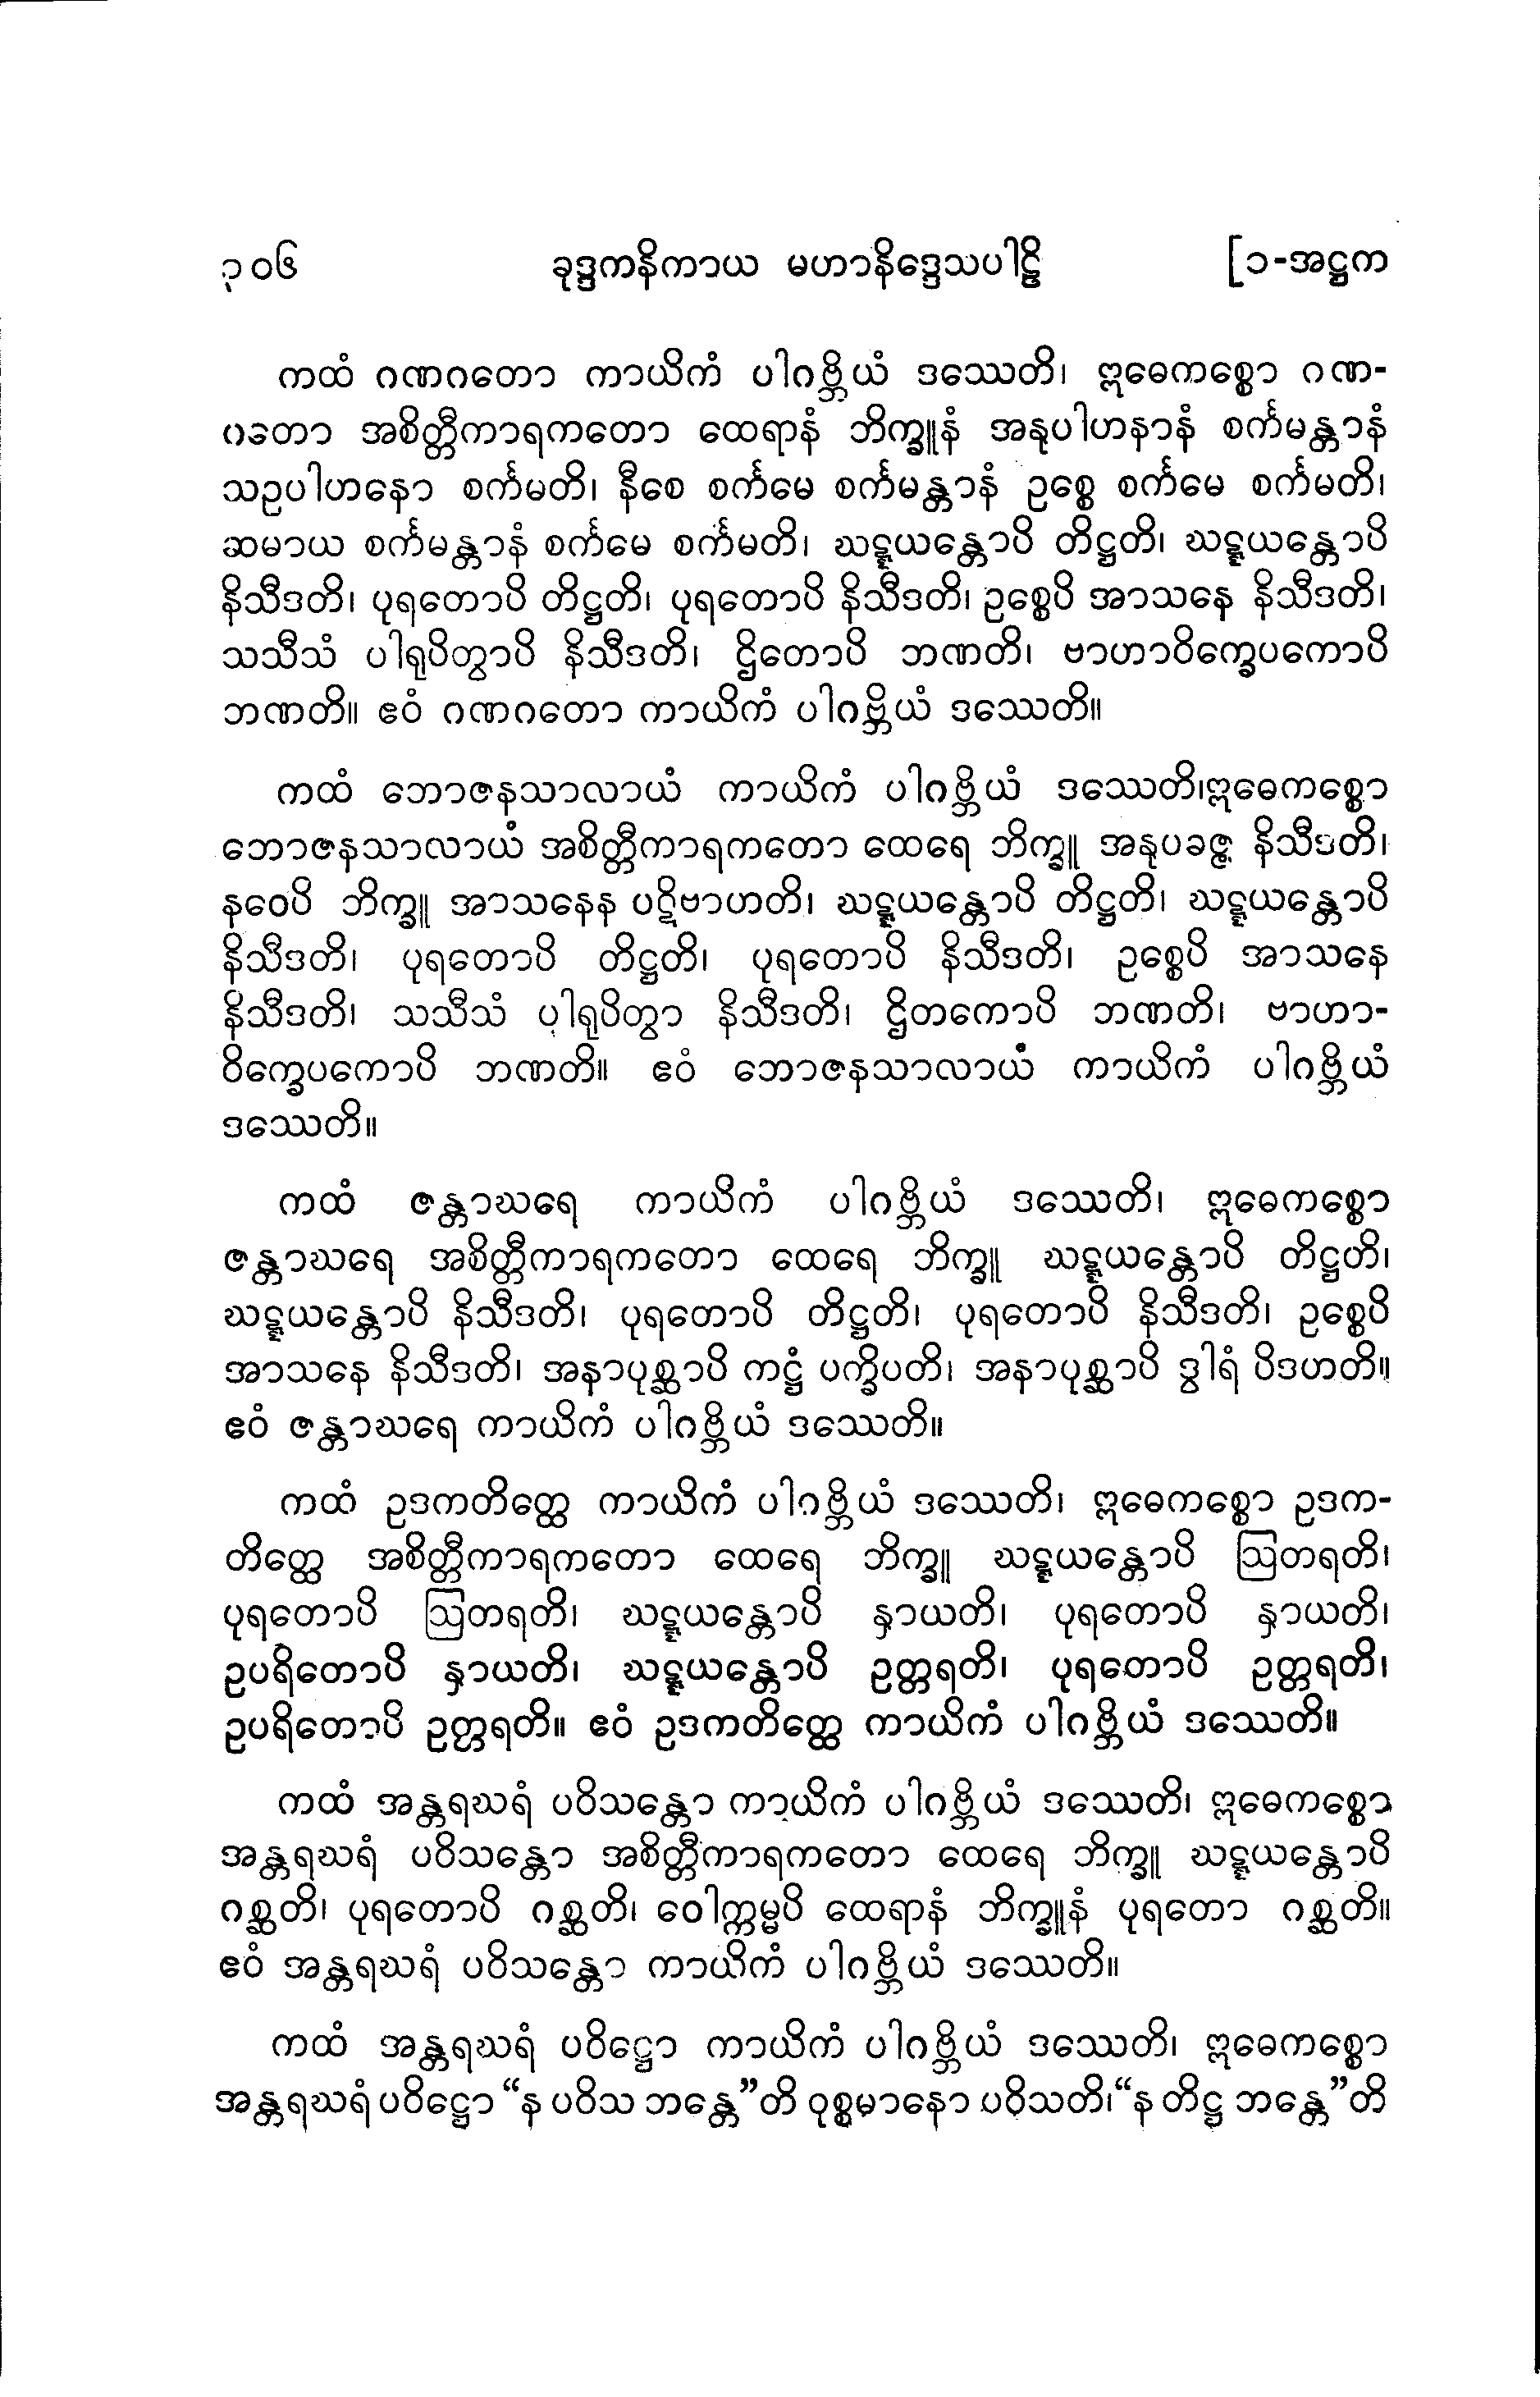 ၃၀၆ ခုဒ္ဒကနိကာယ မဟာနိဒ္ဒေသပါဠိ [၁-အဋ္ဌက
ကထံ ဂဏဂတော ကာယိကံ ပါဂဗ္ဘိယံ ဒဿေတိ၊ ဣဓေကစ္စော ဂဏ-
ဂတော အစိတ္တီကာရကတော ထေရာနံ ဘိက္ခူနံ အနုပါဟနာနံ စင်္ကမန္တာနံ
သဥပါဟနော စင်္ကမတိ၊ နီစေ စင်္ကမေ စင်္ကမန္တာနံ ဥစ္စေ စင်္ကမေ စင်္ကမတိ၊
ဆမာယ စင်္ကမန္တာနံ စင်္ကမေ စင်္ကမတိ၊ ဃဋ္ဋယန္တောပိ တိဋ္ဌတိ၊ ဃဋ္ဋယန္တောပိ
နိသီဒတိ၊ ပုရတောပိ တိဋ္ဌတိ၊ ပုရတောပိ နိသီဒတိ၊ ဥစ္စေပိ အာသနေ နိသီဒတိ၊
သသီသံ ပါရုပိတွာပိ နိသီဒတိ၊ ဌိတောပိ ဘဏတိ၊ ဗာဟာဝိက္ခေပကောပိ
ဘဏတိ။ ဧဝံ ဂဏဂတော ကာယိကံ ပါဂဗ္ဘိယံ ဒဿေတိ။
ကထံ ဘောဇနသာလာယံ ကာယိကံ ပါဂဗ္ဘိယံ ဒဿေတိ၊ဣဓေကစ္စော
ဘောဇနသာလာယံ အစိတ္တီကာရကတော ထေရေ ဘိက္ခူ အနုပခဇ္ဇ နိသီဒတိ၊
နဝေပိ ဘိက္ခူ အာသနေန ပဋိဗာဟတိ၊ ဃဋ္ဋယန္တောပိ တိဋ္ဌတိ၊ ဃဋ္ဋယန္တောပိ
နိသီဒတိ၊ ပုရတောပိ တိဋ္ဌတိ၊ ပုရတောပိ နိသီဒတိ၊ ဥစ္စေပိ အာသနေ
နိသီဒတိ၊ သသီသံ ပါရုပိတွာ နိသီဒတိ၊ ဌိတကောပိ ဘဏတိ၊ ဗာဟာ-
ဝိက္ခေပကောပိ ဘဏတိ။ ဧဝံ ဘောဇနသာလာယံ ကာယိကံ ပါဂဗ္ဘိယံ
ဒဿေတိ။
ကထံ ဇန္တာဃရေ ကာယိကံ ပါဂဗ္ဘိယံ ဒဿေတိ၊ ဣဓေကစ္စော
ဇန္တာဃရေ အစိတ္တီကာရကတော ထေရေ ဘိက္ခူ ဃဋ္ဋယန္တောပိ တိဋ္ဌတိ၊
ဃဋ္ဋယန္တောပိ နိသီဒတိ၊ ပုရတောပိ တိဋ္ဌတိ၊ ပုရတောပိ နိသီဒတိ၊ ဥစ္စေပိ
အာသနေ နိသီဒတိ၊ အနာပုစ္ဆာပိ ကဋ္ဌံ ပက္ခိပတိ၊ အနာပုစ္ဆာပိ ဒွါရံ ပိဒဟတိ။
ဧဝံ ဇန္တာဃရေ ကာယိကံ ပါဂဗ္ဘိယံ ဒဿေတိ။
ကထံ ဥဒကတိတ္ထေ ကာယိကံ ပါဂဗ္ဘိယံ ဒဿေတိ၊ ဣဓေကစ္စော ဥဒက-
တိတ္ထေ အစိတ္တီကာရကတော ထေရေ ဘိက္ခူ ဃဋ္ဋယန္တောပိ ဩတရတိ၊
ပုရတောပိ ဩတရတိ၊ ဃဋ္ဋယန္တောပိ နှာယတိ၊ ပုရတောပိ နှာယတိ၊
ဥပရိတောပိ နှာယတိ၊ ဃဋ္ဋယန္တောပိ ဥတ္တရတိ၊ ပုရတောပိ ဥတ္တရတိ၊
ဥပရိတောပိ ဥတ္တရတိ။ ဧဝံ ဥဒကတိတ္ထေ ကာယိကံ ပါဂဗ္ဘိယံ ဒဿေတိ။
ကထံ အန္တရဃရံ ပဝိသန္တော ကာယိကံ ပါဂဗ္ဘိယံ ဒဿေတိ၊ ဣဓေကစ္စော
အန္တရဃရံ ပဝိသန္တော အစိတ္တီကာရကတော ထေရေ ဘိက္ခူ ဃဋ္ဋယန္တောပိ
ဂစ္ဆတိ၊ ပုရတောပိ ဂစ္ဆတိ၊ ဝေါက္ကမ္မပိ ထေရာနံ ဘိက္ခူနံ ပုရတော ဂစ္ဆတိ။
ဧဝံ အန္တရဃရံ ပဝိသန္တော ကာယိကံ ပါဂဗ္ဘိယံ ဒဿေတိ။
ကထံ အန္တရဃရံ ပဝိဋ္ဌော ကာယိကံ ပါဂဗ္ဘိယံ ဒဿေတိ၊ ဣဓေကစ္စော
အန္တရဃရံ ပဝိဋ္ဌော “န ပဝိသ ဘန္တေ”တိ ဝုစ္စမာနော ပဝိသတိ၊“န တိဋ္ဌ ဘန္တေ”တိ